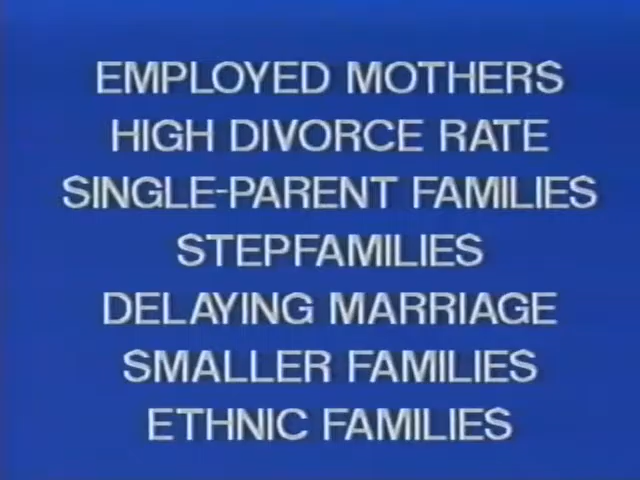 EMPLOYED MOTHERS
HIGH DIVORCE RATE
SINGLE-PARENT FAMILIES
STEPFAMILIES
DELAYING MARRIAGE
SMALLER FAMILIES
ETHNIC FAMILIES